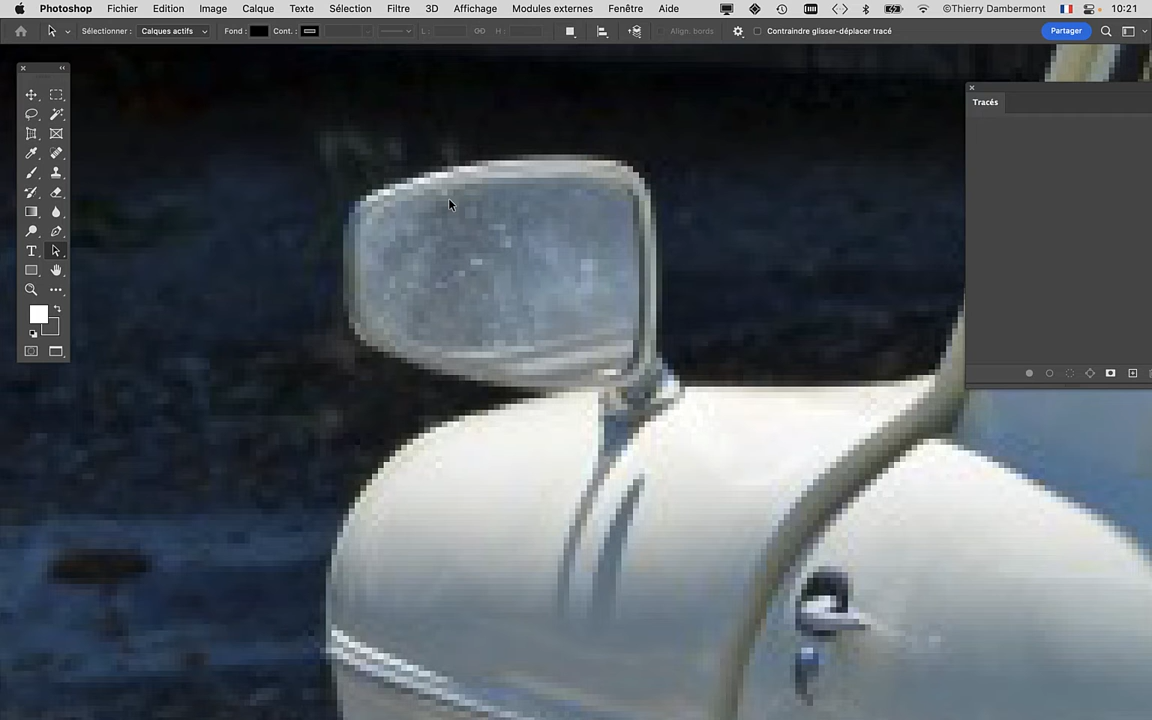 Photoshop Fichier Edition Image Calque Texte Sélection Filtre 3D Affichage Modules externes Fenêtre Aide ©Thierry Dambermont 10:21
Sélectionner : Calques actifs Fond : Cont. : L : H : Align. bords Contraindre glisser-déplacer tracé Partager
Tracés